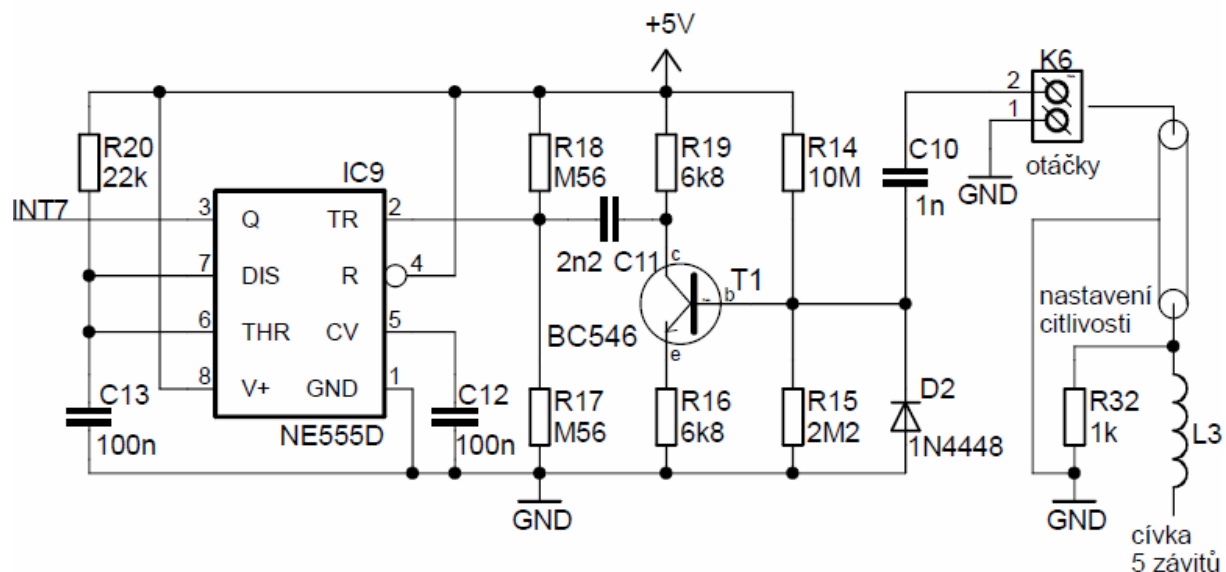 +5V
K6
2
1
otáčky
GND
R20
22k
IC9
R18
M56
R19
6k8
R14
10M
C10
1n
INT7
3
Q
TR
2
7
DIS
R
4
6
THR
CV
5
8
V+
GND
1
NE555D
2n2
C11
c
T1
b
BC546
e
nastavení
citlivosti
C13
100n
C12
100n
R17
M56
R16
6k8
R15
2M2
D2
1N4448
R32
1k
L3
GND
GND
cívka
5 závitů